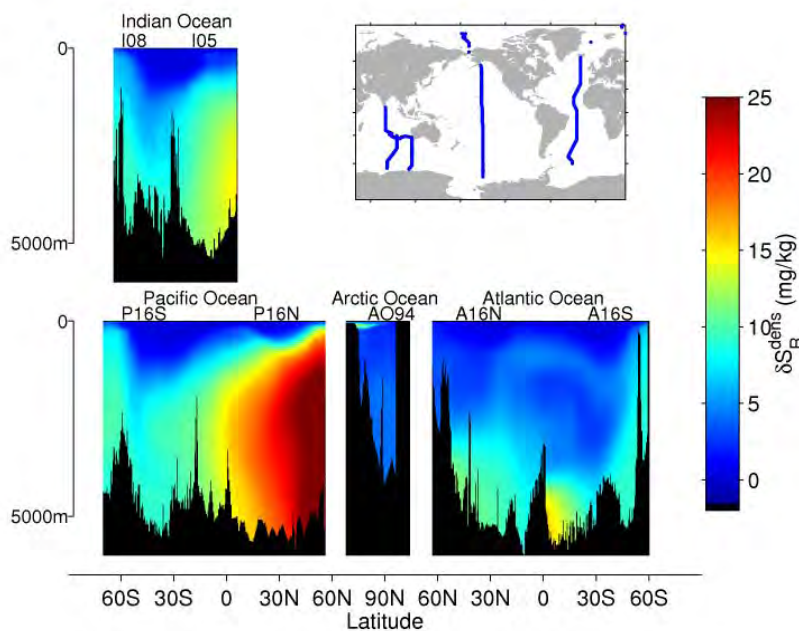 Indian Ocean
I08 I05
0
5000m
Pacific Ocean Arctic Ocean Atlantic Ocean
P16S P16N AO94 A16N A16S
0
5000m
60S 30S 0 30N 60N 90N 60N 30N 0 30S 60S
Latitude
25
20
15
10
5
0
δS_R^dens (mg/kg)